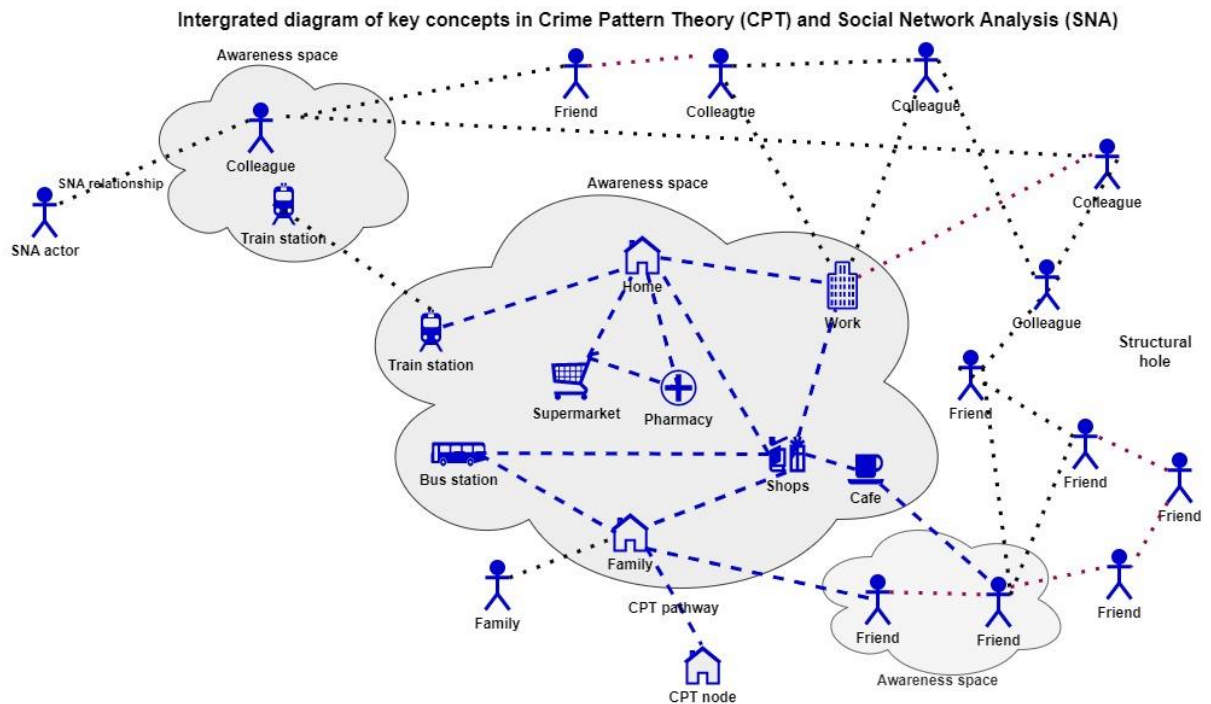 Intergrated diagram of key concepts in Crime Pattern Theory (CPT) and Social Network Analysis (SNA)
Awareness space
Friend
Colleague
Colleague
Colleague
SNA relationship
Awareness space
Colleague
SNA actor
Train station
Home
Work
Colleague
Structural
hole
Train station
Supermarket
Pharmacy
Friend
Bus station
Shops
Cafe
Friend
Friend
Family
Family
CPT pathway
Friend
Friend
Friend
CPT node
Awareness space